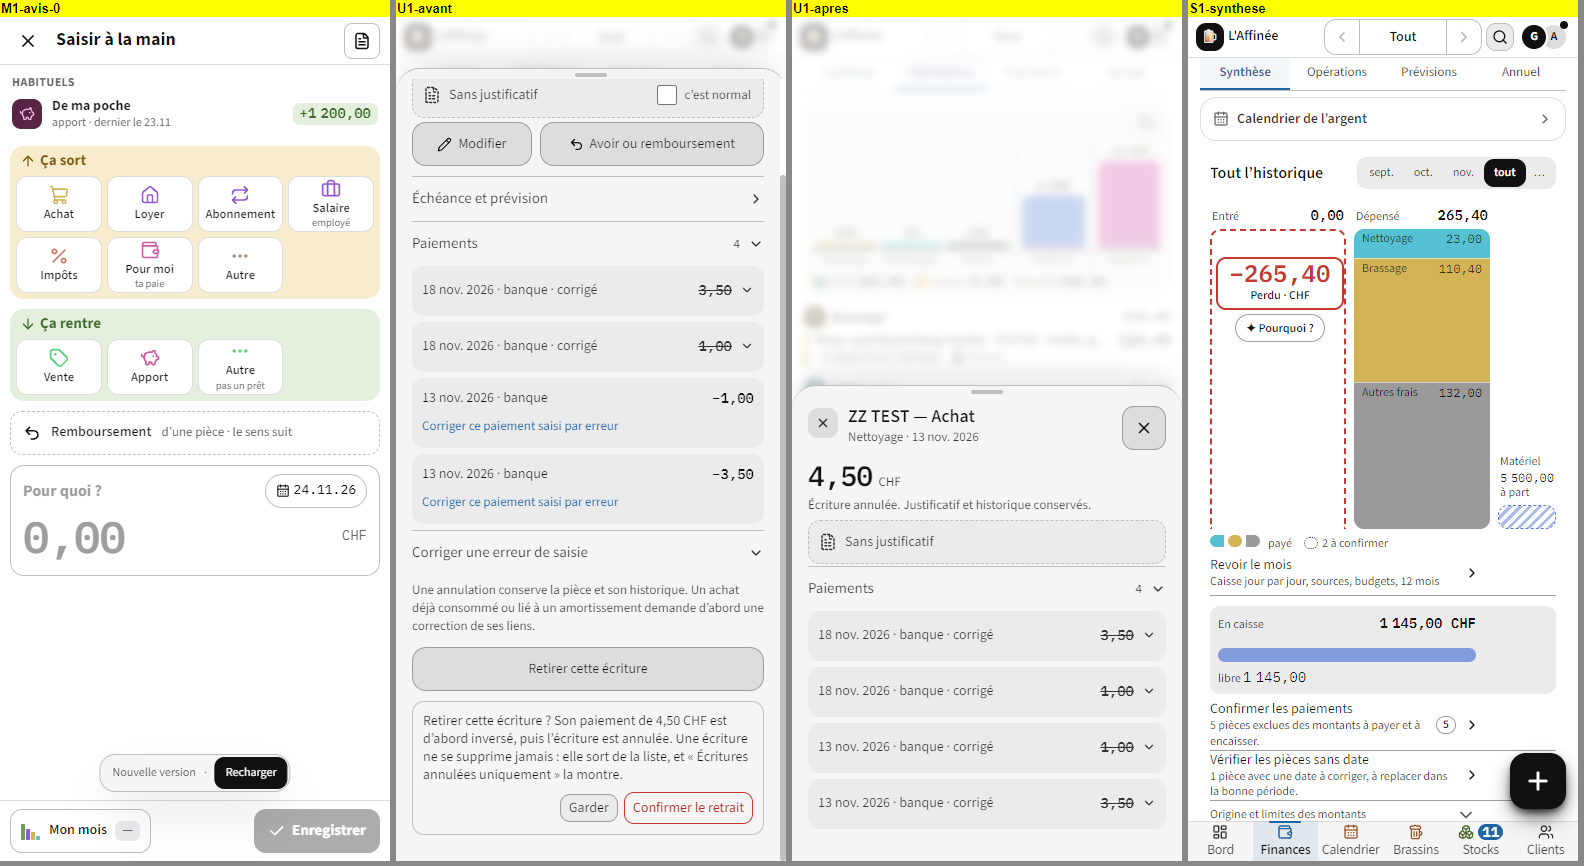 M1-avis-0
Saisir à la main
HABITUELS
De ma poche
apport · dernier le 23.11
+1 200,00
Ça sort
Achat
Loyer
Abonnement
Salaire
employé
Impôts
Pour moi
ta paie
Autre
Ça rentre
Vente
Apport
Autre
pas un prêt
Remboursement d'une pièce · le sens suit
Pour quoi ?
24.11.26
0,00
CHF
Nouvelle version ·
Recharger
Mon mois —
Enregistrer
U1-avant
Sans justificatif
c'est normal
Modifier
Avoir ou remboursement
Échéance et prévision
Paiements 4
18 nov. 2026 · banque · corrigé 3,50
18 nov. 2026 · banque · corrigé 1,00
13 nov. 2026 · banque −1,00
Corriger ce paiement saisi par erreur
13 nov. 2026 · banque −3,50
Corriger ce paiement saisi par erreur
Corriger une erreur de saisie
Une annulation conserve la pièce et son historique. Un achat
déjà consommé ou lié à un amortissement demande d'abord une
correction de ses liens.
Retirer cette écriture
Retirer cette écriture ? Son paiement de 4,50 CHF est
d'abord inversé, puis l'écriture est annulée. Une écriture
ne se supprime jamais : elle sort de la liste, et « Écritures
annulées uniquement » la montre.
Garder
Confirmer le retrait
U1-apres
ZZ TEST — Achat
Nettoyage · 13 nov. 2026
4,50 CHF
Écriture annulée. Justificatif et historique conservés.
Sans justificatif
Paiements 4
18 nov. 2026 · banque · corrigé 3,50
18 nov. 2026 · banque · corrigé 1,00
13 nov. 2026 · banque · corrigé 1,00
13 nov. 2026 · banque · corrigé 3,50
S1-synthese
L'Affinée
Tout
G
A
Synthèse
Opérations
Prévisions
Annuel
Calendrier de l'argent
Tout l'historique
sept.
oct.
nov.
tout
...
Entré 0,00
Dépensé 265,40
Nettoyage 23,00
−265,40
Perdu · CHF
Pourquoi ?
Brassage 110,40
Autres frais 132,00
Matériel
5 500,00
à part
payé
2 à confirmer
Revoir le mois
Caisse jour par jour, sources, budgets, 12 mois
En caisse 1 145,00 CHF
libre 1 145,00
Confirmer les paiements
5 pièces exclues des montants à payer et à
encaisser.
5
Vérifier les pièces sans date
1 pièce avec une date à corriger, à replacer dans
la bonne période.
Origine et limites des montants
+
Bord
Finances
Calendrier
Brassins
11
Stocks
Clients